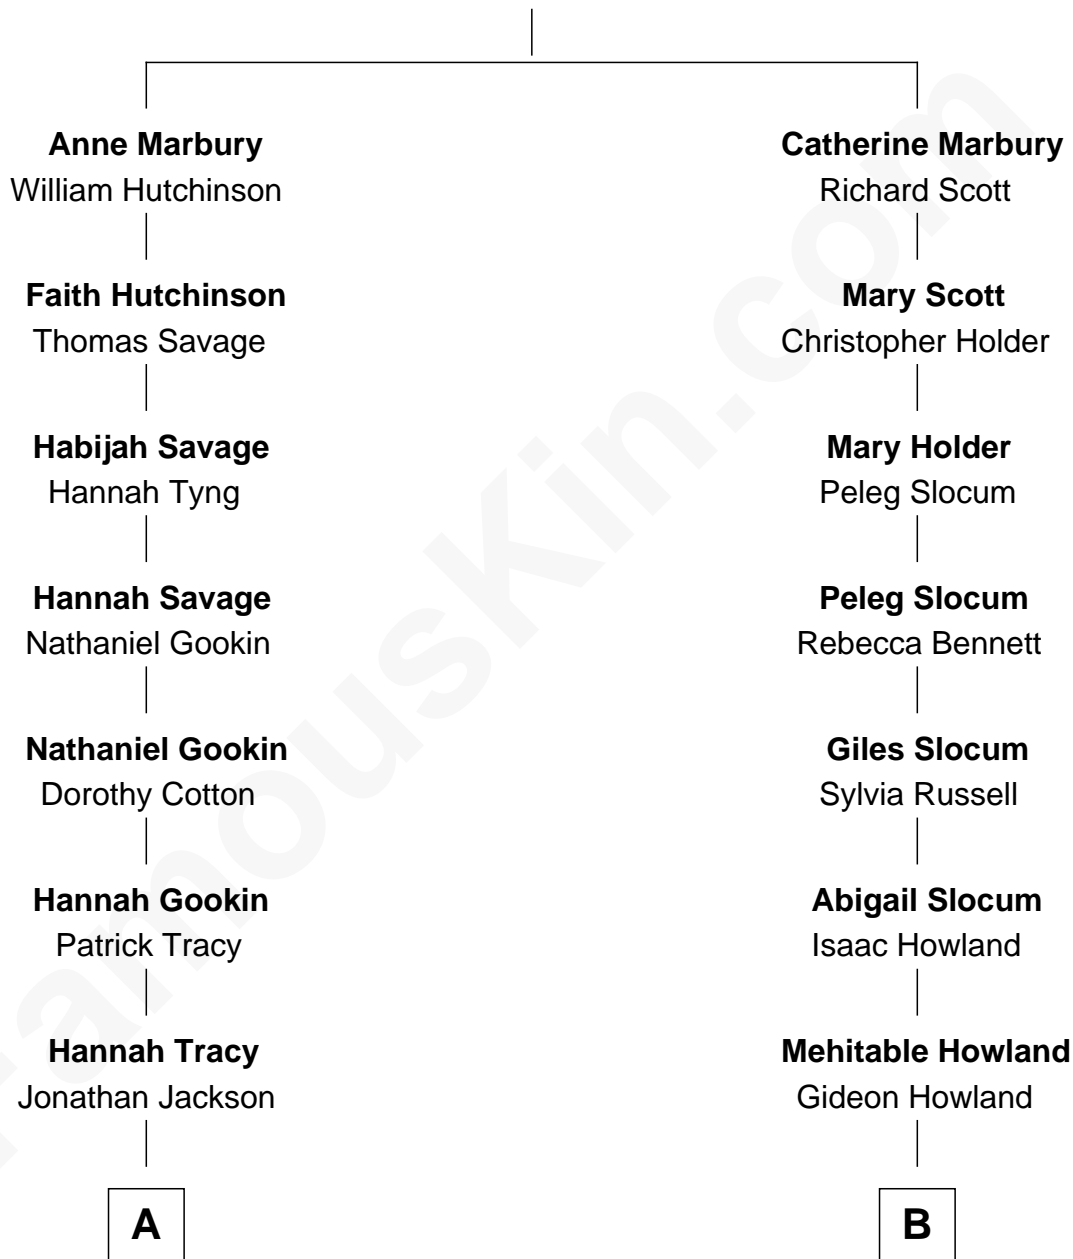 Anne Marbury
William Hutchinson
Catherine Marbury
Richard Scott
Faith Hutchinson
Thomas Savage
Mary Scott
Christopher Holder
Habijah Savage
Hannah Tyng
Mary Holder
Peleg Slocum
Hannah Savage
Nathaniel Gookin
Peleg Slocum
Rebecca Bennett
Nathaniel Gookin
Dorothy Cotton
Giles Slocum
Sylvia Russell
Hannah Gookin
Patrick Tracy
Abigail Slocum
Isaac Howland
Hannah Tracy
Jonathan Jackson
Mehitable Howland
Gideon Howland
A
B
FamousKin.com